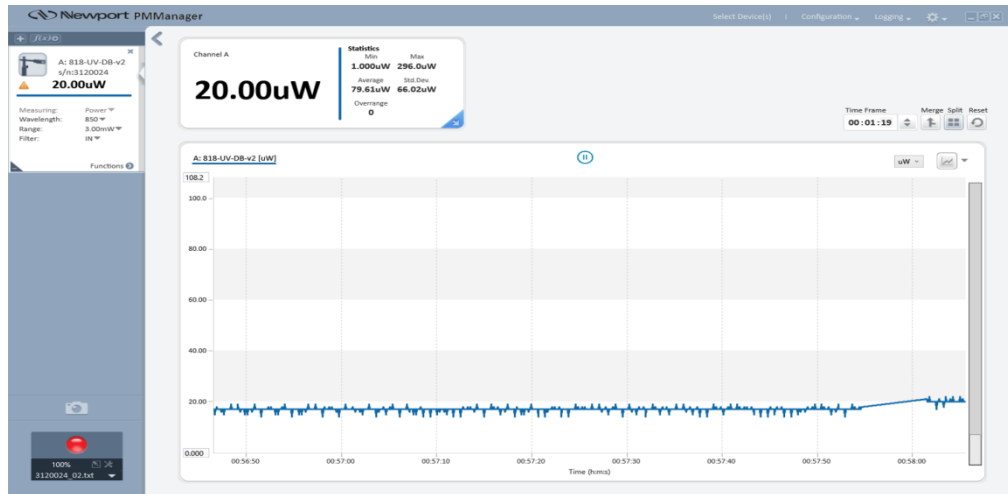 Newport PMManager
Select Device(s) | Configuration Logging
+ f(x)
A: 818-UV-DB-v2
s/n:3120024
20.00uW
Measuring: Power
Wavelength: 850
Range: 3.00mW
Filter: IN
Functions
100%
3120024_02.txt
Channel A
20.00uW
Statistics
Min Max
1.000uW 296.0uW
Average Std.Dev.
79.61uW 66.02uW
Overrange
0
Time Frame Merge Split Reset
00:01:19
A: 818-UV-DB-v2 [uW]
uW
108.2
100.0
80.00
60.00
40.00
20.00
0.000
00:56:50 00:57:00 00:57:10 00:57:20 00:57:30 00:57:40 00:57:50 00:58:00
Time (h:ms)